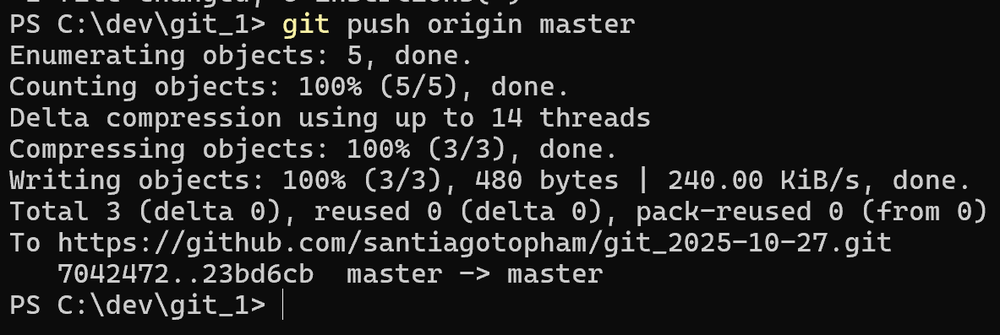 PS C:\dev\git_1> git push origin master
Enumerating objects: 5, done.
Counting objects: 100% (5/5), done.
Delta compression using up to 14 threads
Compressing objects: 100% (3/3), done.
Writing objects: 100% (3/3), 480 bytes | 240.00 KiB/s, done.
Total 3 (delta 0), reused 0 (delta 0), pack-reused 0 (from 0)
To https://github.com/santiagotopham/git_2025-10-27.git
   7042472..23bd6cb  master -> master
PS C:\dev\git_1>